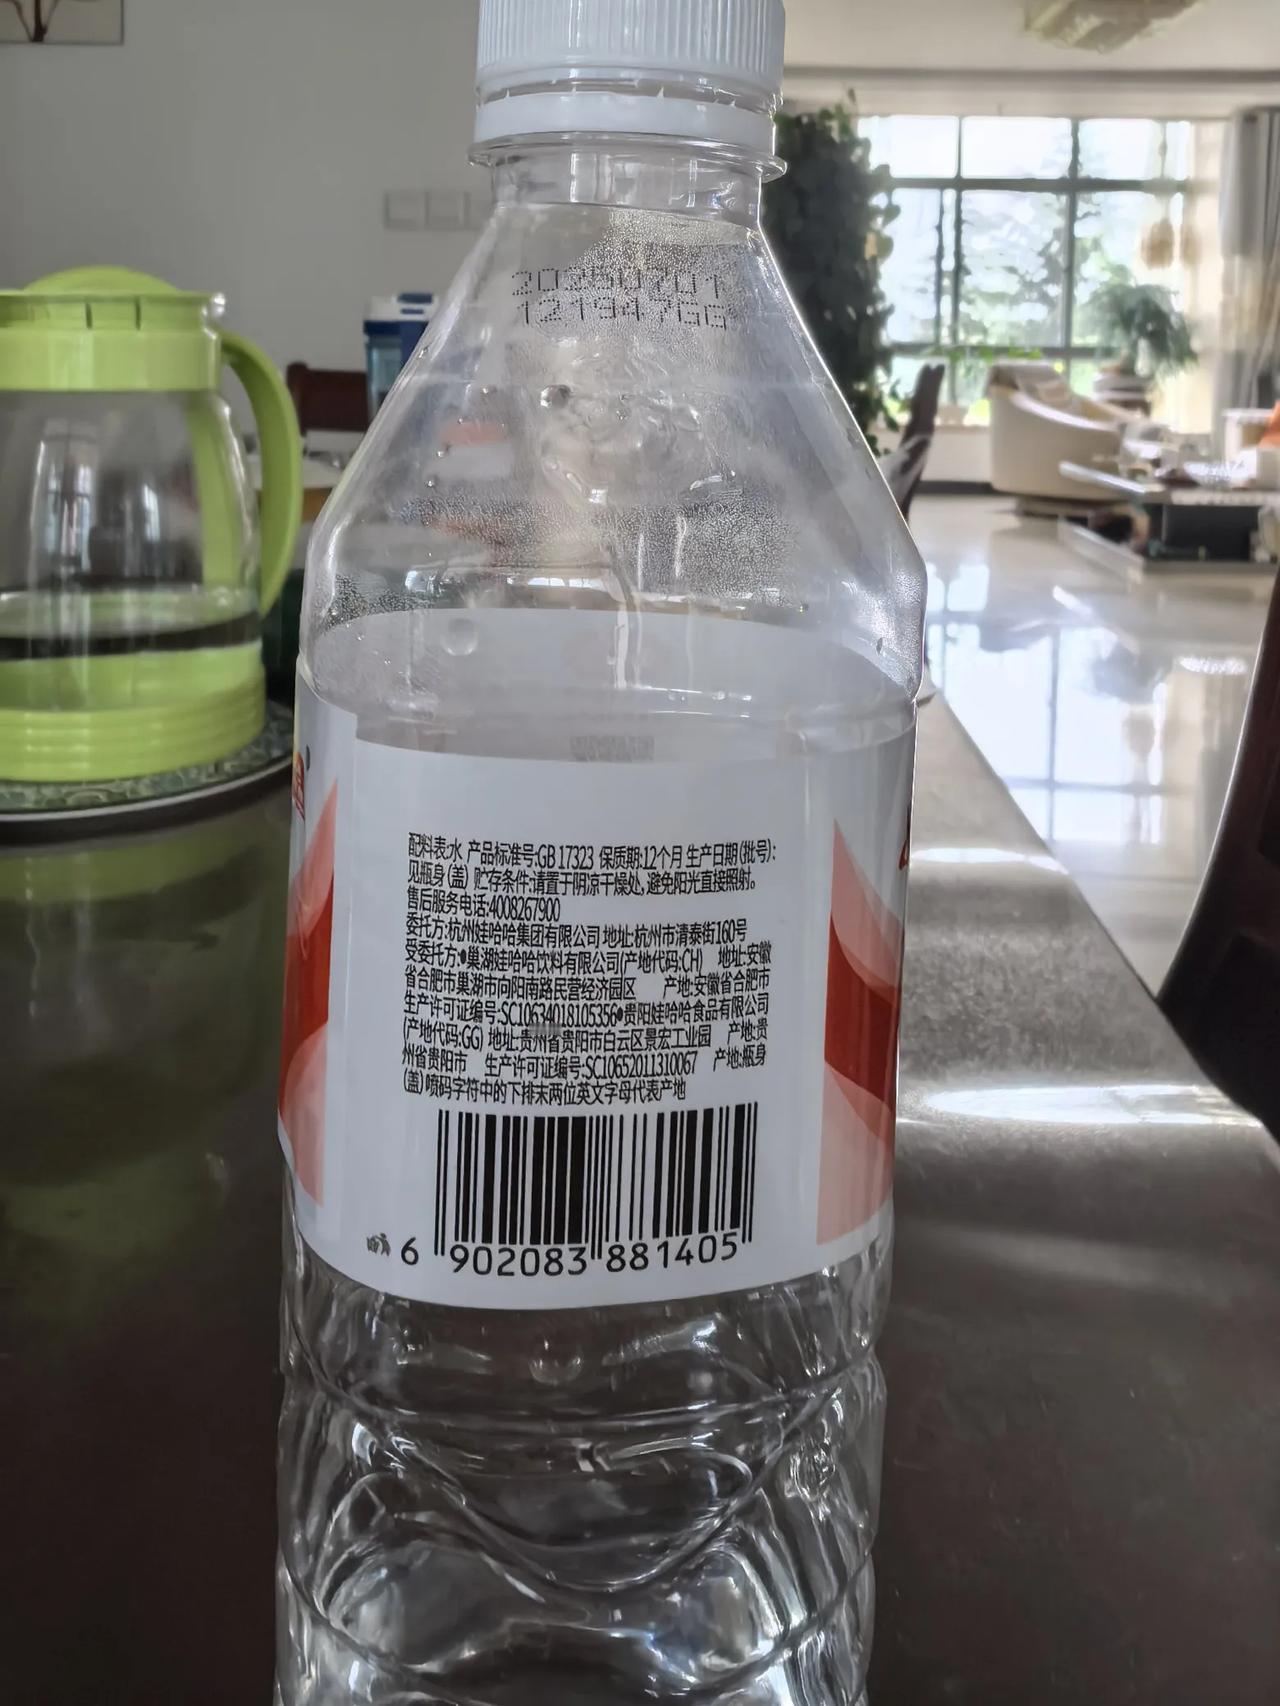 20250701
121947GG
配料表:水 产品标准号:GB 17323 保质期:12个月 生产日期(批号):
见瓶身(盖) 贮存条件:请置于阴凉干燥处,避免阳光直接照射。
售后服务电话:4008267900
委托方:杭州娃哈哈集团有限公司 地址:杭州市清泰街160号
受委托方:●巢湖娃哈哈饮料有限公司(产地代码:CH) 地址:安徽
省合肥市巢湖市向阳南路民营经济园区 产地:安徽省合肥市
生产许可证编号:SC10634018105356●贵阳娃哈哈食品有限公司
(产地代码:GG) 地址:贵州省贵阳市白云区景宏工业园 产地:贵
州省贵阳市 生产许可证编号:SC10652011310067 产地:瓶身
(盖)喷码字符中的下排末两位英文字母代表产地
6 902083 881405